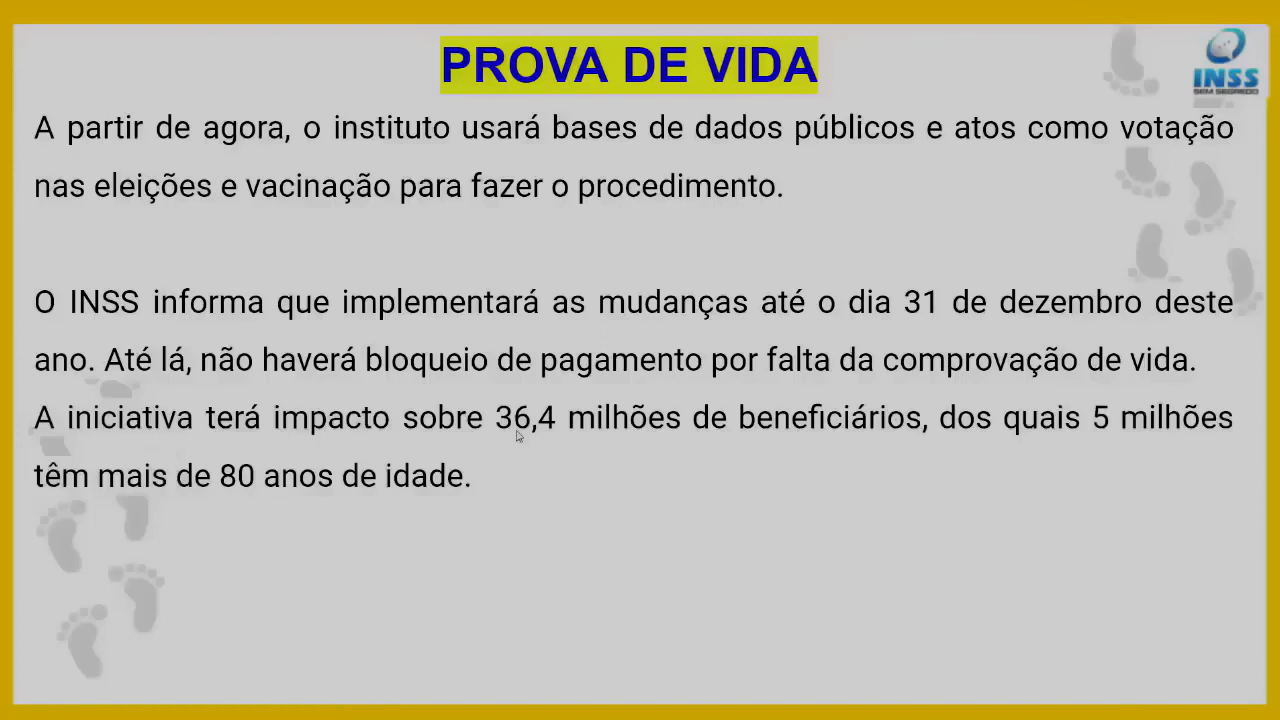 PROVA DE VIDA
INSS
SEM SEGREDO
A partir de agora, o instituto usará bases de dados públicos e atos como votação
nas eleições e vacinação para fazer o procedimento.
O INSS informa que implementará as mudanças até o dia 31 de dezembro deste
ano. Até lá, não haverá bloqueio de pagamento por falta da comprovação de vida.
A iniciativa terá impacto sobre 36,4 milhões de beneficiários, dos quais 5 milhões
têm mais de 80 anos de idade.